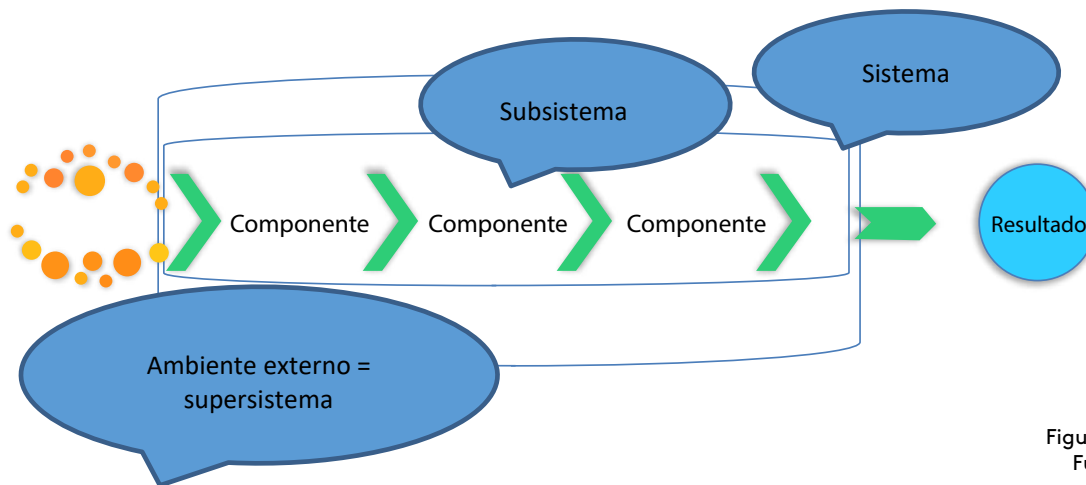 Sistema
Subsistema
Componente
Componente
Componente
Resultado
Ambiente externo =
supersistema